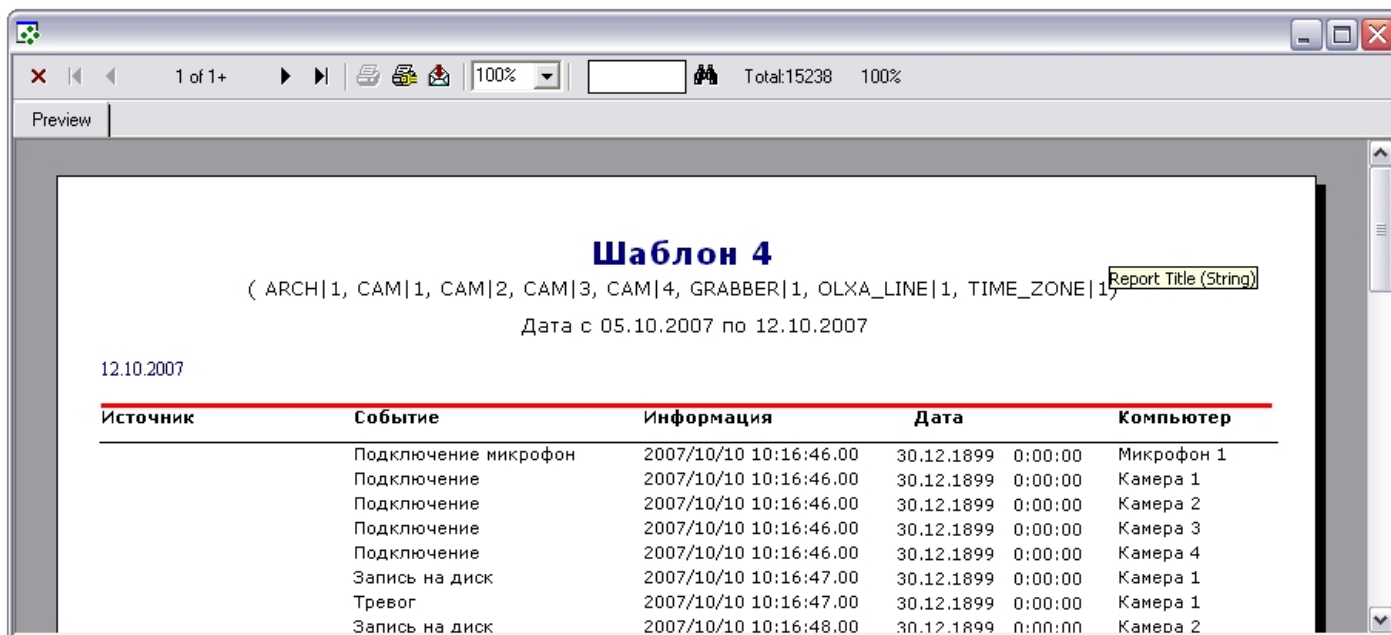 1 of 1+ 100% Total:15238 100%
Preview
Шаблон 4
Report Title (String)
( ARCH|1, CAM|1, CAM|2, CAM|3, CAM|4, GRABBER|1, OLXA_LINE|1, TIME_ZONE|1)
Дата с 05.10.2007 по 12.10.2007
12.10.2007
Источник Событие Информация Дата Компьютер
Подключение микрофон 2007/10/10 10:16:46.00 30.12.1899 0:00:00 Микрофон 1
Подключение 2007/10/10 10:16:46.00 30.12.1899 0:00:00 Камера 1
Подключение 2007/10/10 10:16:46.00 30.12.1899 0:00:00 Камера 2
Подключение 2007/10/10 10:16:46.00 30.12.1899 0:00:00 Камера 3
Подключение 2007/10/10 10:16:46.00 30.12.1899 0:00:00 Камера 4
Запись на диск 2007/10/10 10:16:47.00 30.12.1899 0:00:00 Камера 1
Тревог 2007/10/10 10:16:47.00 30.12.1899 0:00:00 Камера 1
Запись на диск 2007/10/10 10:16:48.00 30.12.1899 0:00:00 Камера 2